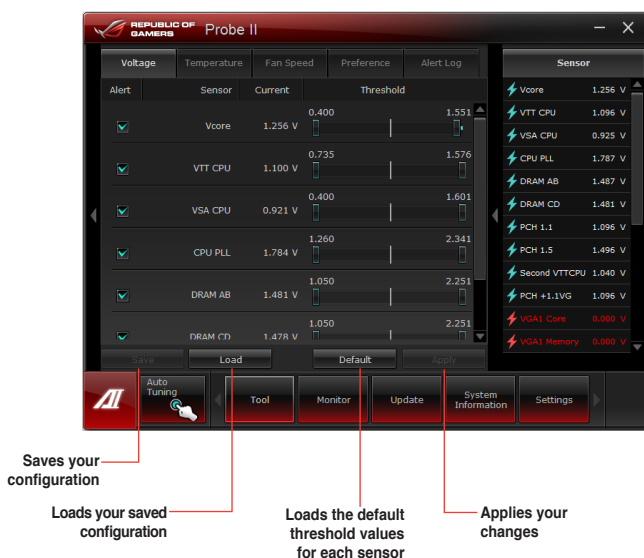 REPUBLIC OF
GAMERS
Probe II
Voltage Temperature Fan Speed Preference Alert Log
Alert Sensor Current Threshold
Vcore 1.256 V 0.400 1.551
VTT CPU 1.100 V 0.735 1.576
VSA CPU 0.921 V 0.400 1.601
CPU PLL 1.784 V 1.260 2.341
DRAM AB 1.481 V 1.050 2.251
DRAM CD 1.478 V 1.050 2.251
Save Load Default Apply
Sensor
Vcore 1.256 V
VTT CPU 1.096 V
VSA CPU 0.925 V
CPU PLL 1.787 V
DRAM AB 1.487 V
DRAM CD 1.481 V
PCH 1.1 1.096 V
PCH 1.5 1.496 V
Second VTTCPU 1.040 V
PCH +1.1VG 1.096 V
VGA1 Core 0.000 V
VGA1 Memory 0.000 V
Auto
Tuning
Tool Monitor Update
System
Information
Settings
Saves your
configuration
Loads your saved
configuration
Loads the default
threshold values
for each sensor
Applies your
changes